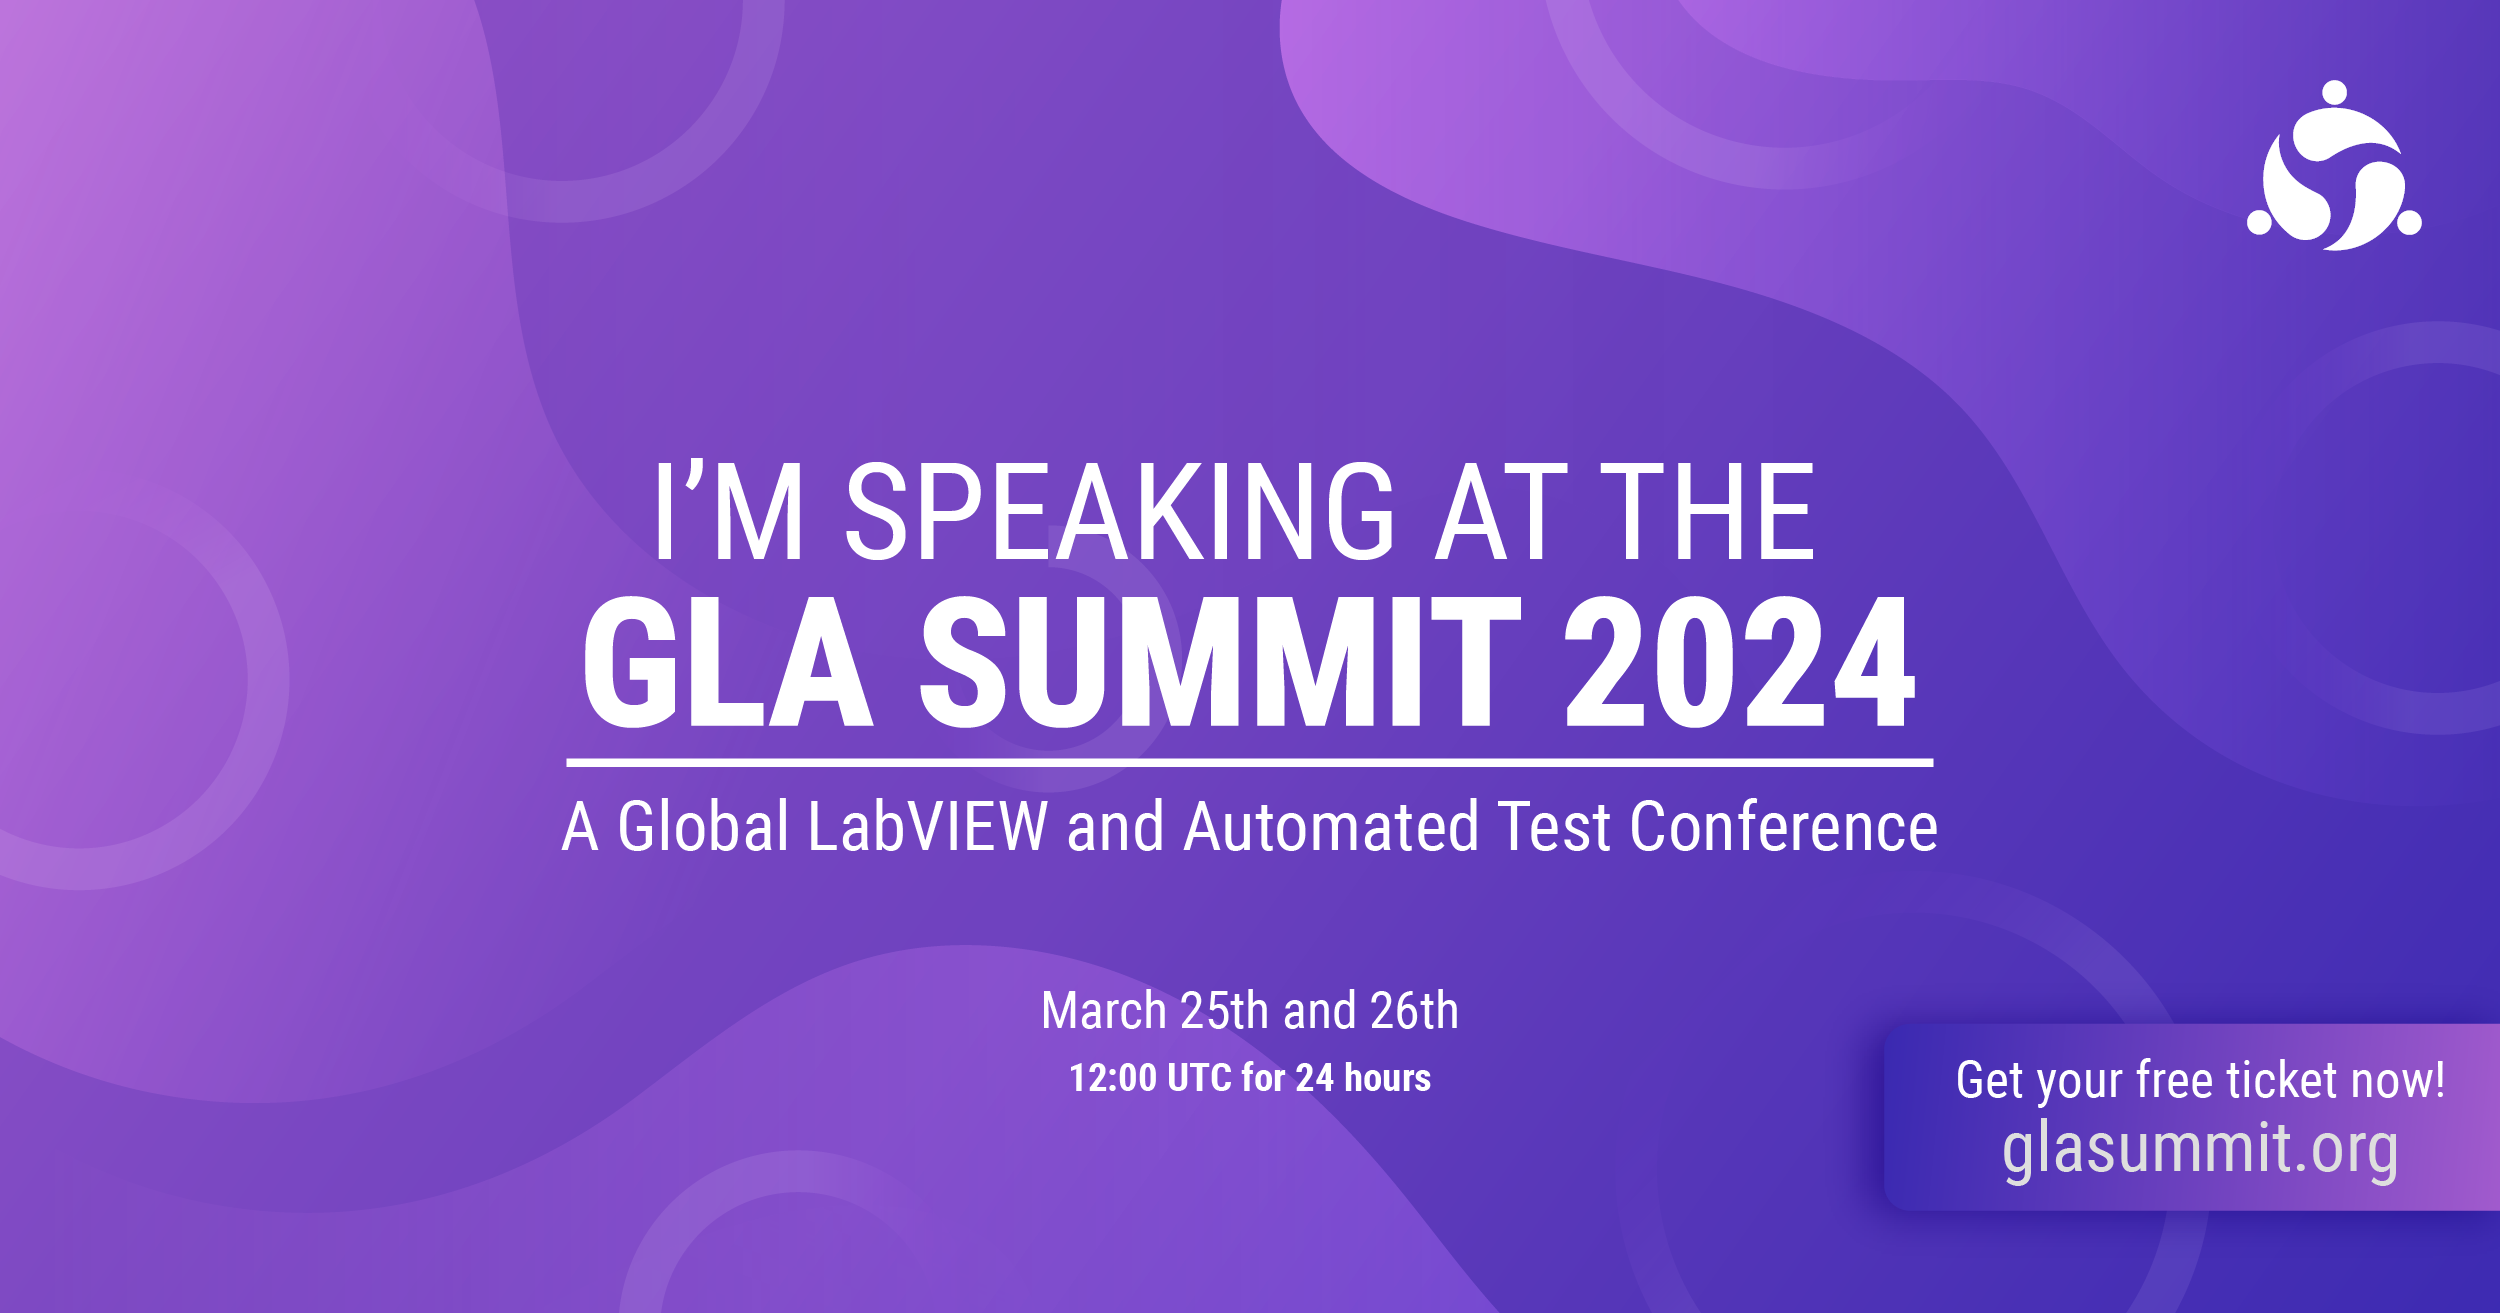 I’M SPEAKING AT THE
GLA SUMMIT 2024
A Global LabVIEW and Automated Test Conference
March 25th and 26th
12:00 UTC for 24 hours
Get your free ticket now!
glasummit.org